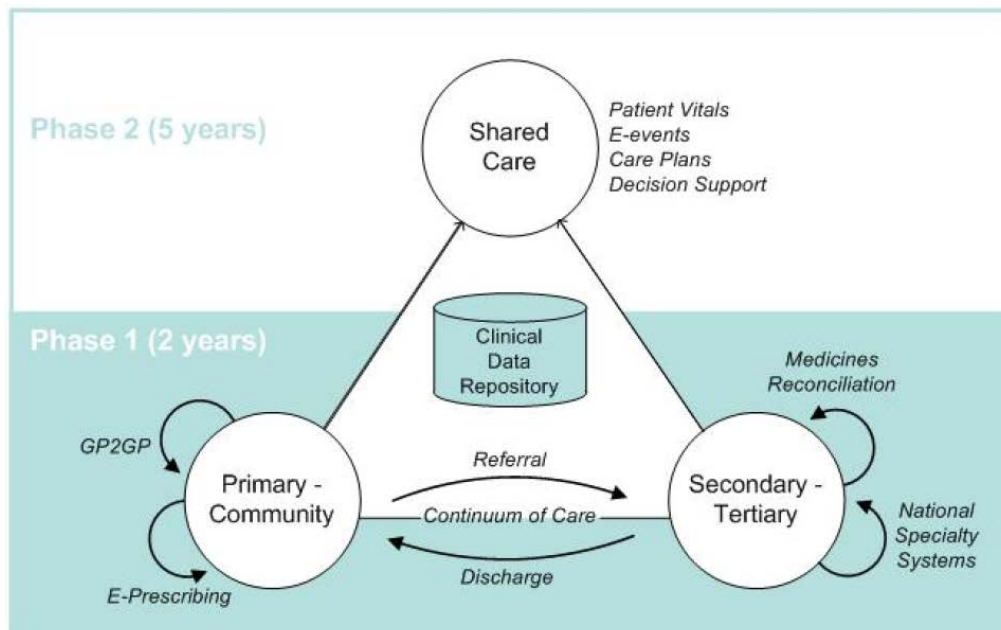 Phase 2 (5 years)
Shared
Care
Patient Vitals
E-events
Care Plans
Decision Support
Phase 1 (2 years)
Clinical
Data
Repository
Medicines
Reconciliation
GP2GP
Primary -
Community
E-Prescribing
Referral
Continuum of Care
Discharge
Secondary -
Tertiary
National
Specialty
Systems